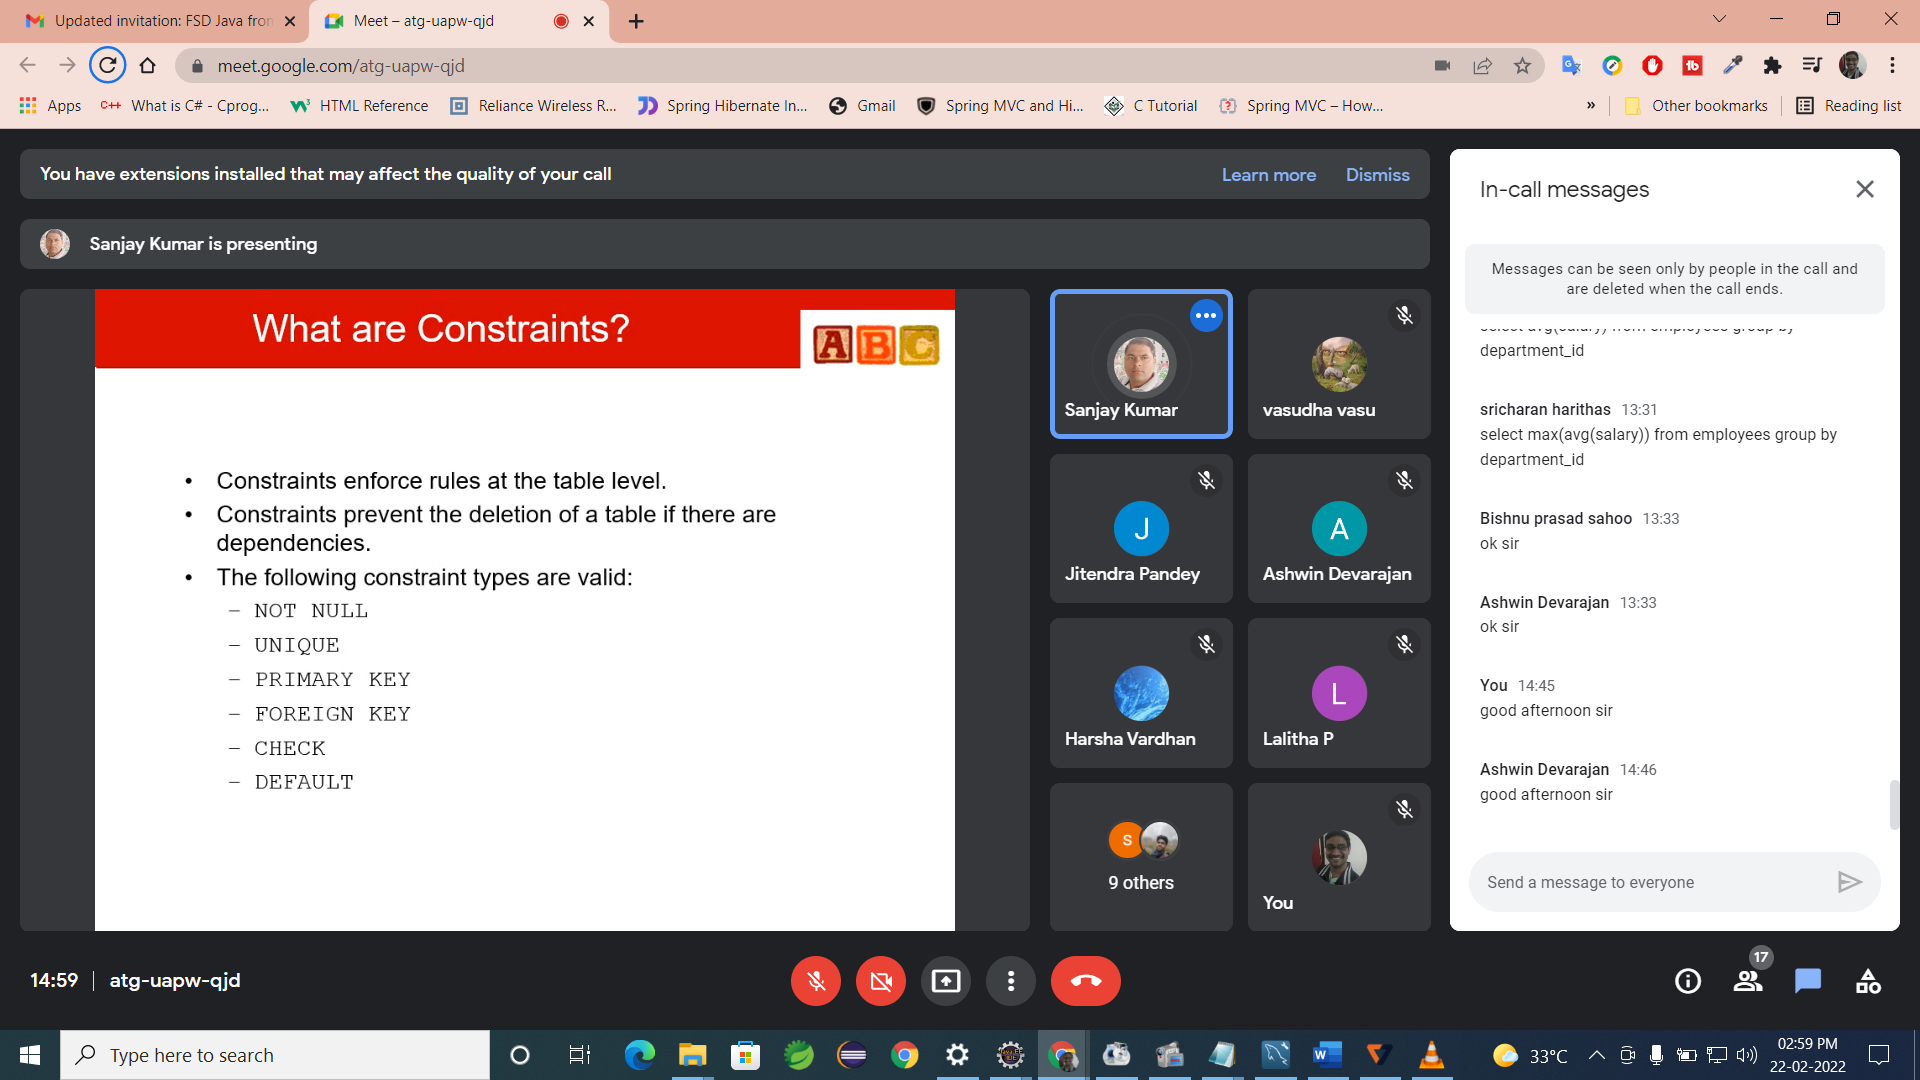 Updated invitation: FSD Java fron
Meet – atg-uapw-qjd
meet.google.com/atg-uapw-qjd
Apps
C++ What is C# - Cprog...
HTML Reference
Reliance Wireless R...
Spring Hibernate In...
Gmail
Spring MVC and Hi...
C Tutorial
Spring MVC – How...
»
Other bookmarks
Reading list
You have extensions installed that may affect the quality of your call
Learn more
Dismiss
Sanjay Kumar is presenting
What are Constraints?
ABC
• Constraints enforce rules at the table level.
• Constraints prevent the deletion of a table if there are
dependencies.
• The following constraint types are valid:
– NOT NULL
– UNIQUE
– PRIMARY KEY
– FOREIGN KEY
– CHECK
– DEFAULT
Sanjay Kumar
vasudha vasu
J
Jitendra Pandey
A
Ashwin Devarajan
Harsha Vardhan
L
Lalitha P
S
9 others
You
In-call messages
Messages can be seen only by people in the call and
are deleted when the call ends.
select avg(salary) from employees group by
department_id
sricharan harithas 13:31
select max(avg(salary)) from employees group by
department_id
Bishnu prasad sahoo 13:33
ok sir
Ashwin Devarajan 13:33
ok sir
You 14:45
good afternoon sir
Ashwin Devarajan 14:46
good afternoon sir
Send a message to everyone
14:59 | atg-uapw-qjd
17
Type here to search
33°C
02:59 PM
22-02-2022